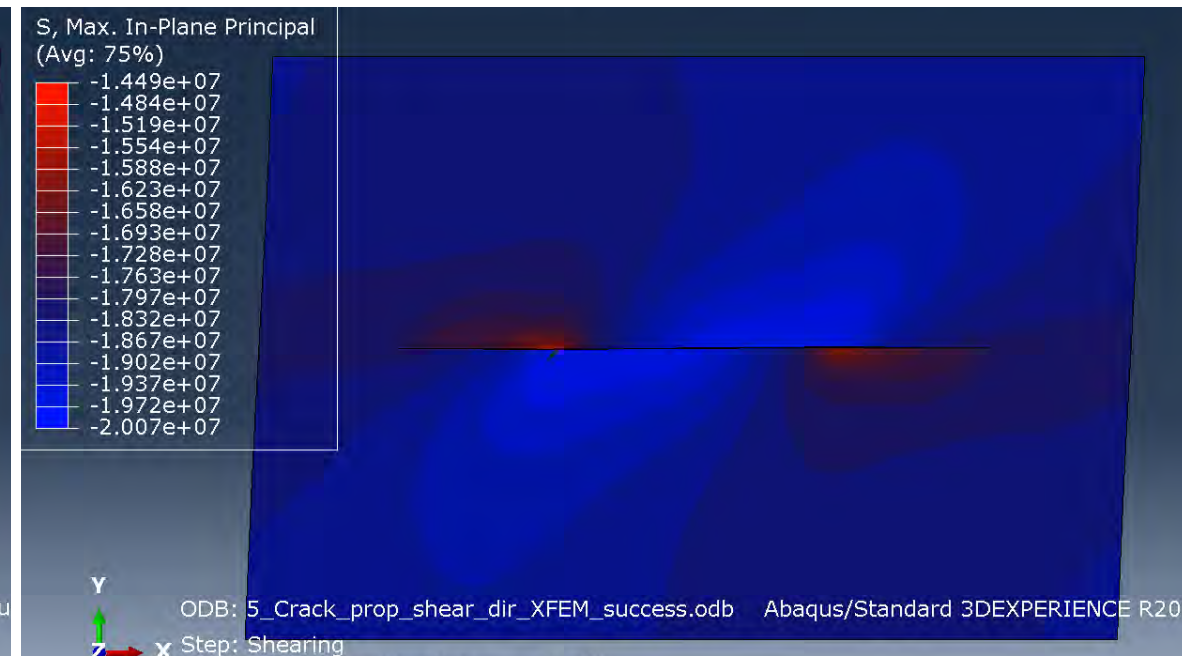 S, Max. In-Plane Principal
(Avg: 75%)
-1.449e+07
-1.484e+07
-1.519e+07
-1.554e+07
-1.588e+07
-1.623e+07
-1.658e+07
-1.693e+07
-1.728e+07
-1.763e+07
-1.797e+07
-1.832e+07
-1.867e+07
-1.902e+07
-1.937e+07
-1.972e+07
-2.007e+07
Y
u ODB: 5_Crack_prop_shear_dir_XFEM_success.odb Abaqus/Standard 3DEXPERIENCE R20
Z X Step: Shearing